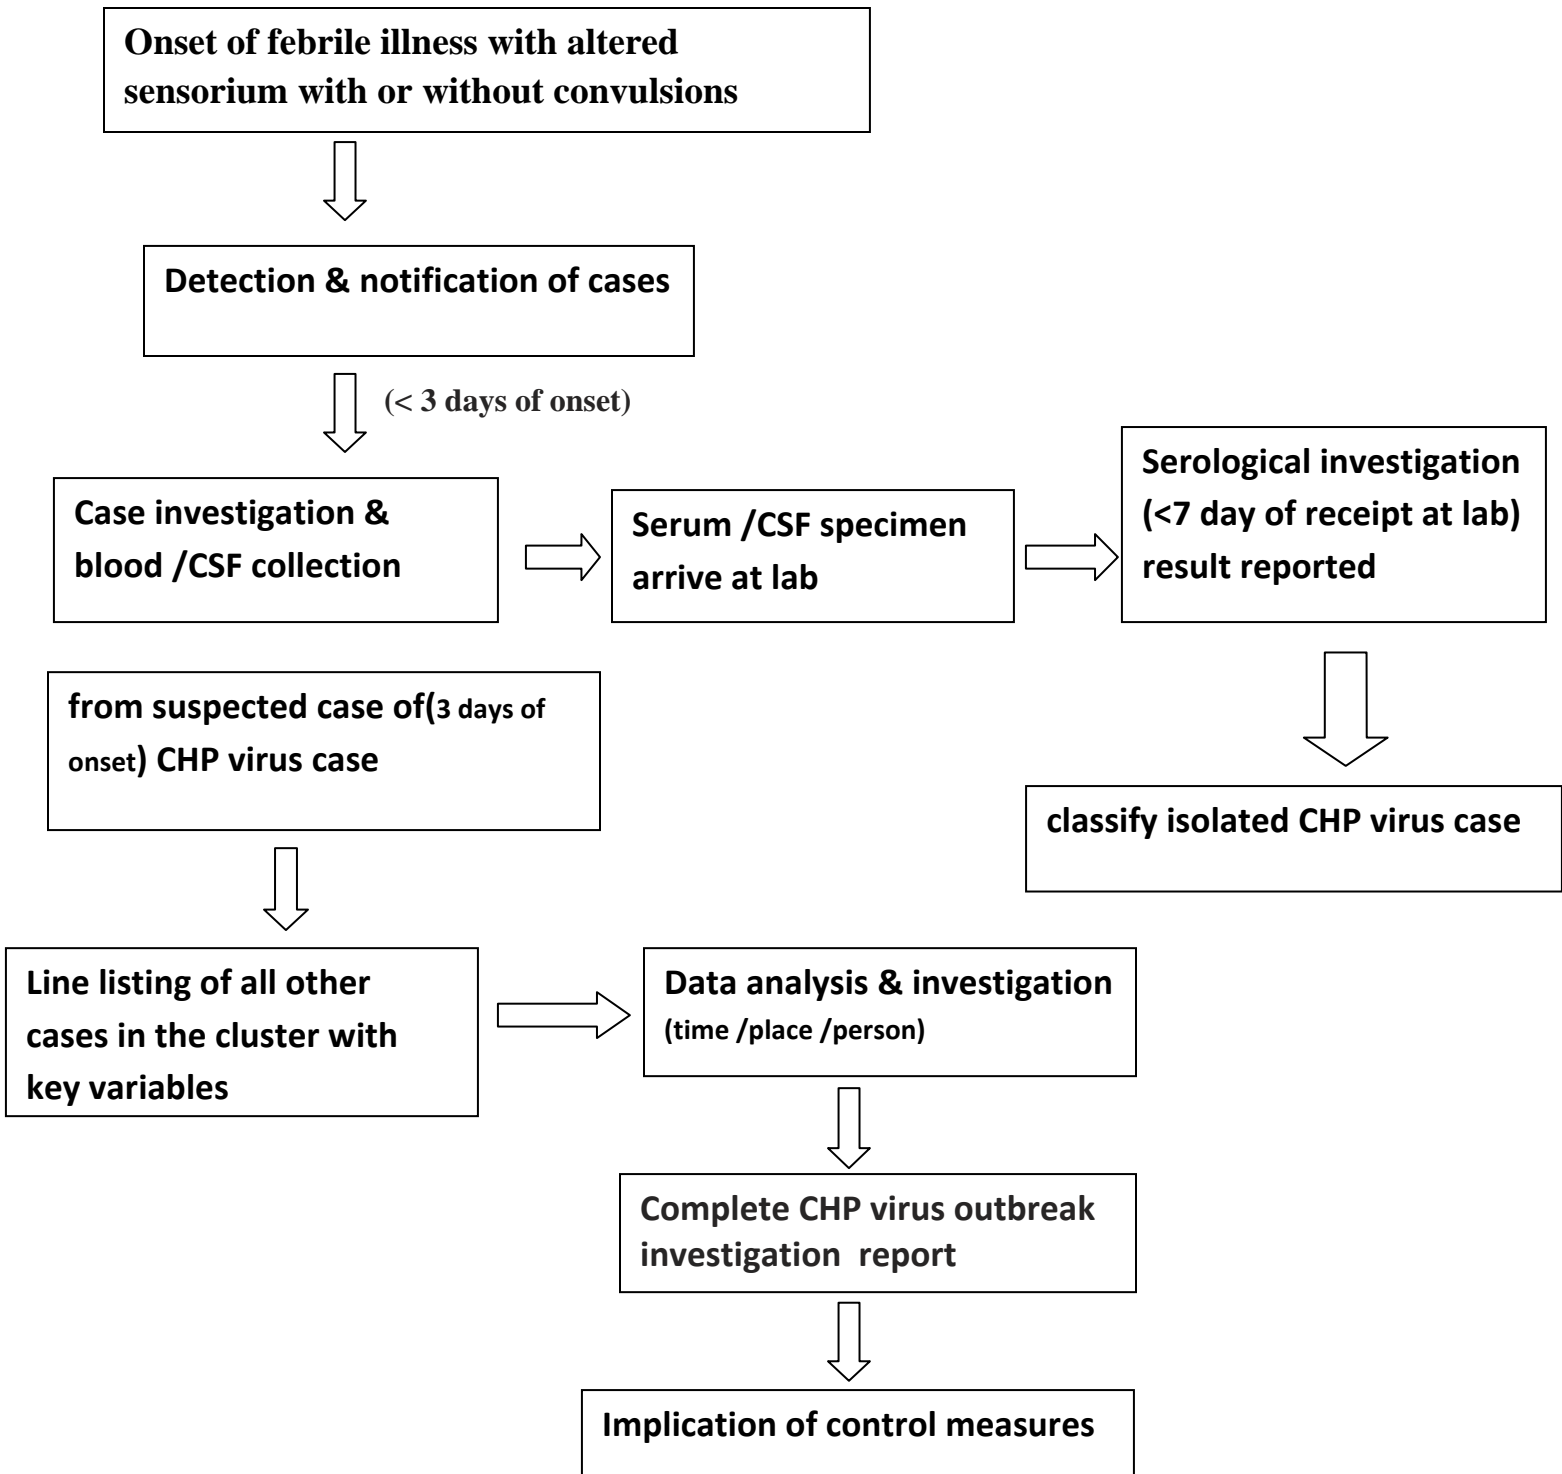 Onset of febrile illness with altered
sensorium with or without convulsions
Detection & notification of cases
(< 3 days of onset)
Case investigation &
blood /CSF collection
Serum /CSF specimen
arrive at lab
Serological investigation
(<7 day of receipt at lab)
result reported
from suspected case of(3 days of
onset) CHP virus case
classify isolated CHP virus case
Line listing of all other
cases in the cluster with
key variables
Data analysis & investigation
(time /place /person)
Complete CHP virus outbreak
investigation  report
Implication of control measures